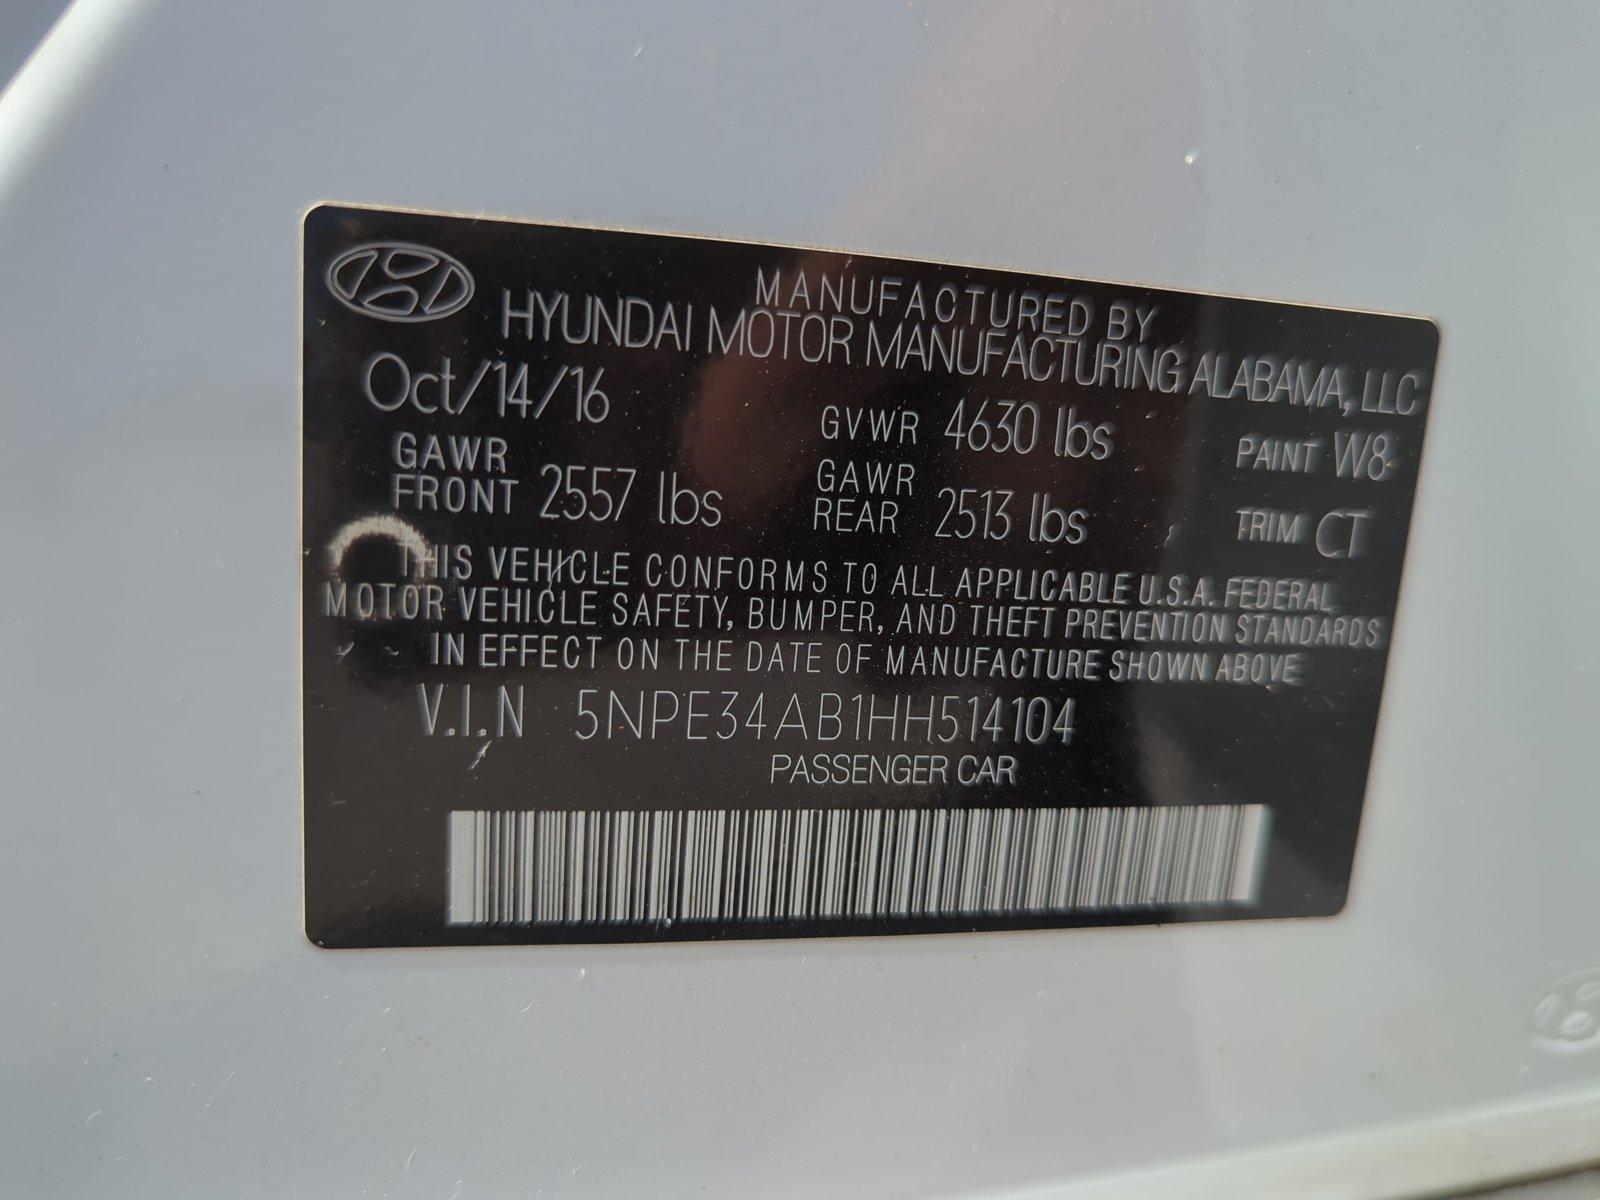 MANUFACTURED BY
HYUNDAI MOTOR MANUFACTURING ALABAMA, LLC
Oct/14/16
GVWR 4630 lbs
PAINT W8
GAWR FRONT 2557 lbs
GAWR REAR 2513 lbs
TRIM CT
THIS VEHICLE CONFORMS TO ALL APPLICABLE U.S.A. FEDERAL
MOTOR VEHICLE SAFETY, BUMPER, AND THEFT PREVENTION STANDARDS
IN EFFECT ON THE DATE OF MANUFACTURE SHOWN ABOVE
V.I.N 5NPE34AB1HH514104
PASSENGER CAR